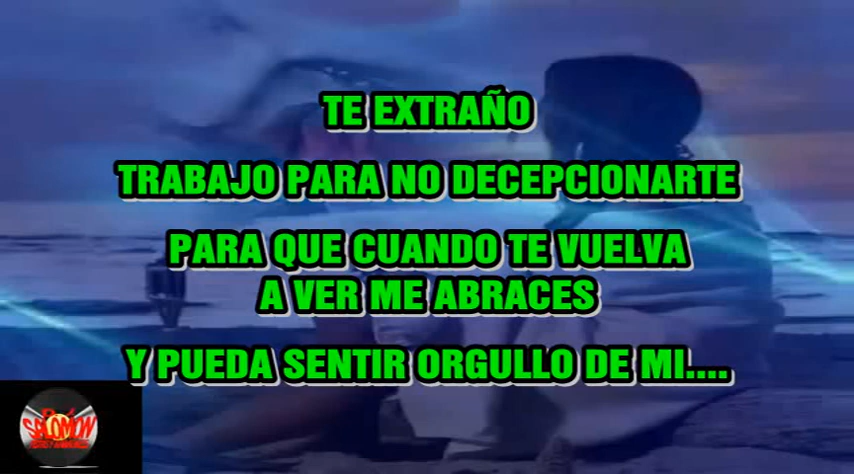 TE EXTRAÑO
TRABAJO PARA NO DECEPCIONARTE
PARA QUE CUANDO TE VUELVA
A VER ME ABRACES
Y PUEDA SENTIR ORGULLO DE MI....
SALOMON